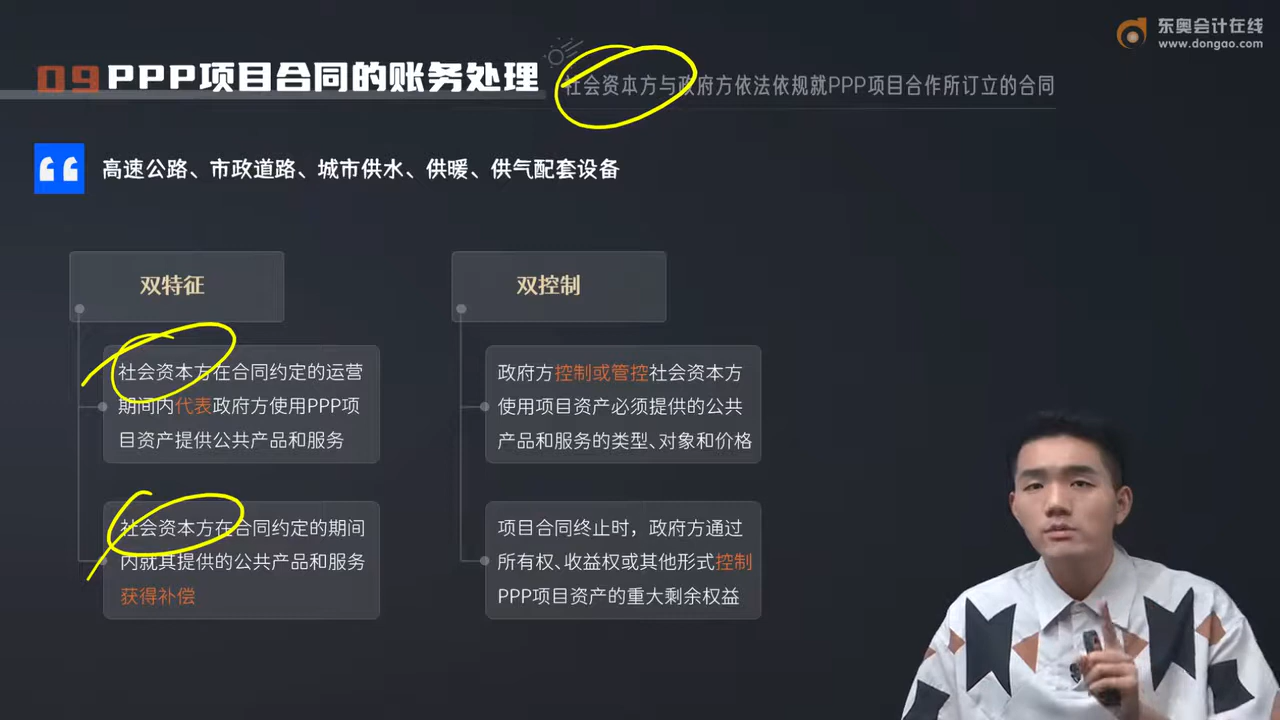 东奥会计在线
www.dongao.com
09 PPP项目合同的账务处理
社会资本方与政府方依法依规就PPP项目合作所订立的合同
高速公路、市政道路、城市供水、供暖、供气配套设备
双特征
社会资本方在合同约定的运营
期间内代表政府方使用PPP项
目资产提供公共产品和服务
社会资本方在合同约定的期间
内就其提供的公共产品和服务
获得补偿
双控制
政府方控制或管控社会资本方
使用项目资产必须提供的公共
产品和服务的类型、对象和价格
项目合同终止时，政府方通过
所有权、收益权或其他形式控制
PPP项目资产的重大剩余权益